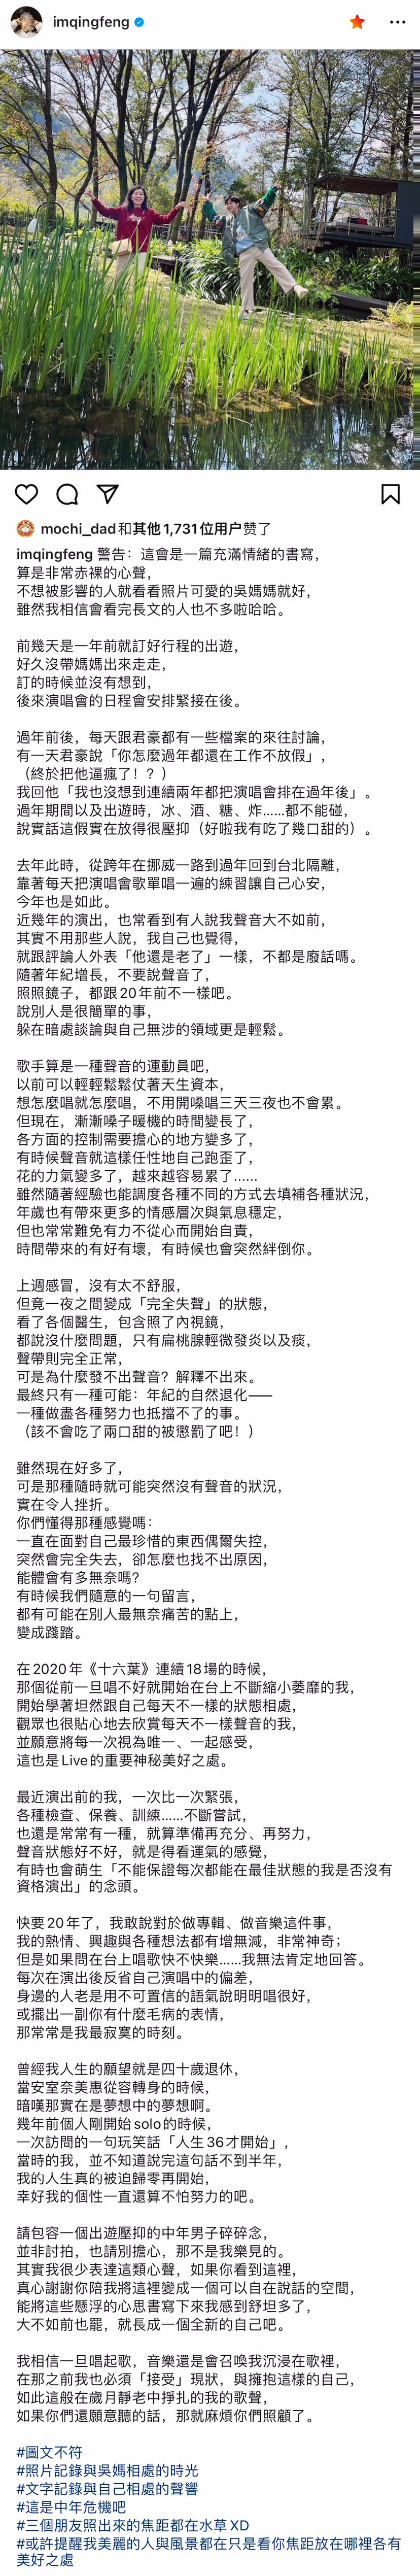 imqingfeng
mochi_dad和其他1,731位用户赞了
imqingfeng 警告：這會是一篇充滿情緒的書寫，
算是非常赤裸的心聲，
不想被影響的人就看看照片可愛的吳媽媽就好，
雖然我相信會看完長文的人也不多啦哈哈。
前幾天是一年前就訂好行程的出遊，
好久沒帶媽媽出來走走，
訂的時候並沒有想到，
後來演唱會的日程會安排緊接在後。
過年前後，每天跟君豪都有一些檔案的來往討論，
有一天君豪說「你怎麼過年都還在工作不放假」，
（終於把他逼瘋了！？）
我回他「我也沒想到連續兩年都把演唱會排在過年後」。
過年期間以及出遊時，冰、酒、糖、炸......都不能碰，
說實話這假實在放得很壓抑（好啦我有吃了幾口甜的）。
去年此時，從跨年在挪威一路到過年回到台北隔離，
靠著每天把演唱會歌單唱一遍的練習讓自己心安，
今年也是如此。
近幾年的演出，也常看到有人說我聲音大不如前，
其實不用那些人說，我自己也覺得，
就跟評論人外表「他還是老了」一樣，不都是廢話嗎。
隨著年紀增長，不要說聲音了，
照照鏡子，都跟20年前不一樣吧。
說別人是很簡單的事，
躲在暗處談論與自己無涉的領域更是輕鬆。
歌手算是一種聲音的運動員吧，
以前可以輕輕鬆鬆仗著天生資本，
想怎麼唱就怎麼唱，不用開嗓唱三天三夜也不會累。
但現在，漸漸嗓子暖機的時間變長了，
各方面的控制需要擔心的地方變多了，
有時候聲音就這樣任性地自己跑歪了，
花的力氣變多了，越來越容易累了......
雖然隨著經驗也能調度各種不同的方式去填補各種狀況，
年歲也有帶來更多的情感層次與氣息穩定，
但也常常難免有力不從心而開始自責，
時間帶來的有好有壞，有時候也會突然絆倒你。
上週感冒，沒有太不舒服，
但竟一夜之間變成「完全失聲」的狀態，
看了各個醫生，包含照了內視鏡，
都說沒什麼問題，只有扁桃腺輕微發炎以及痰，
聲帶則完全正常，
可是為什麼發不出聲音？解釋不出來。
最終只有一種可能：年紀的自然退化——
一種做盡各種努力也抵擋不了的事。
（該不會吃了兩口甜的被懲罰了吧！）
雖然現在好多了，
可是那種隨時就可能突然沒有聲音的狀況，
實在令人挫折。
你們懂得那種感覺嗎：
一直在面對自己最珍惜的東西偶爾失控，
突然會完全失去，卻怎麼也找不出原因，
能體會有多無奈嗎？
有時候我們隨意的一句留言，
都有可能在別人最無奈痛苦的點上，
變成踐踏。
在2020年《十六葉》連續18場的時候，
那個從前一旦唱不好就開始在台上不斷縮小萎靡的我，
開始學著坦然跟自己每天不一樣的狀態相處，
觀眾也很貼心地去欣賞每天不一樣聲音的我，
並願意將每一次視為唯一、一起感受，
這也是Live的重要神秘美好之處。
最近演出前的我，一次比一次緊張，
各種檢查、保養、訓練......不斷嘗試，
也還是常常有一種，就算準備再充分、再努力，
聲音狀態好不好，就是得看運氣的感覺，
有時也會萌生「不能保證每次都能在最佳狀態的我是否沒有
資格演出」的念頭。
快要20年了，我敢說對於做專輯、做音樂這件事，
我的熱情、興趣與各種想法都有增無減，非常神奇；
但是如果問在台上唱歌快不快樂......我無法肯定地回答。
每次在演出後反省自己演唱中的偏差，
身邊的人老是用不可置信的語氣說明明唱很好，
或擺出一副你有什麼毛病的表情，
那常常是我最寂寞的時刻。
曾經我人生的願望就是四十歲退休，
當安室奈美惠從容轉身的時候，
暗嘆那實在是夢想中的夢想啊。
幾年前個人剛開始solo的時候，
一次訪問的一句玩笑話「人生36才開始」，
當時的我，並不知道說完這句話不到半年，
我的人生真的被迫歸零再開始，
幸好我的個性一直還算不怕努力的吧。
請包容一個出遊壓抑的中年男子碎碎念，
並非討拍，也請別擔心，那不是我樂見的。
其實我很少表達這類心聲，如果你看到這裡，
真心謝謝你陪我將這裡變成一個可以自在說話的空間，
能將這些懸浮的心思書寫下來我感到舒坦多了，
大不如前也罷，就長成一個全新的自己吧。
我相信一旦唱起歌，音樂還是會召喚我沉浸在歌裡，
在那之前我也必須「接受」現狀，與擁抱這樣的自己，
如此這般在歲月靜老中掙扎的我的歌聲，
如果你們還願意聽的話，那就麻煩你們照顧了。
#圖文不符
#照片記錄與吳媽相處的時光
#文字記錄與自己相處的聲響
#這是中年危機吧
#三個朋友照出來的焦距都在水草XD
#或許提醒我美麗的人與風景都在只是看你焦距放在哪裡各有
美好之處